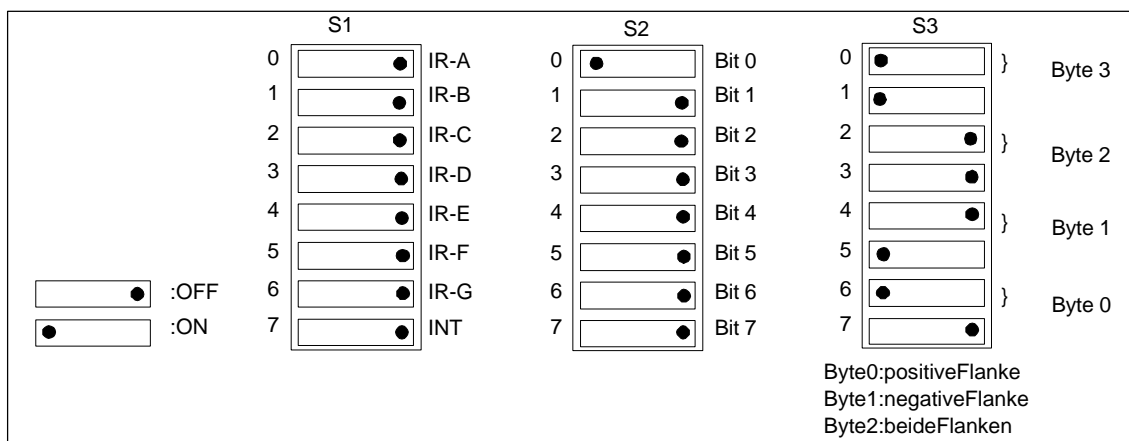 S1 S2 S3
0 IR-A 0 Bit 0 0 } Byte 3
1 IR-B 1 Bit 1 1
2 IR-C 2 Bit 2 2 } Byte 2
3 IR-D 3 Bit 3 3
4 IR-E 4 Bit 4 4 } Byte 1
5 IR-F 5 Bit 5 5
:OFF 6 IR-G 6 Bit 6 6 } Byte 0
:ON 7 INT 7 Bit 7 7
Byte0:positiveFlanke
Byte1:negativeFlanke
Byte2:beideFlanken